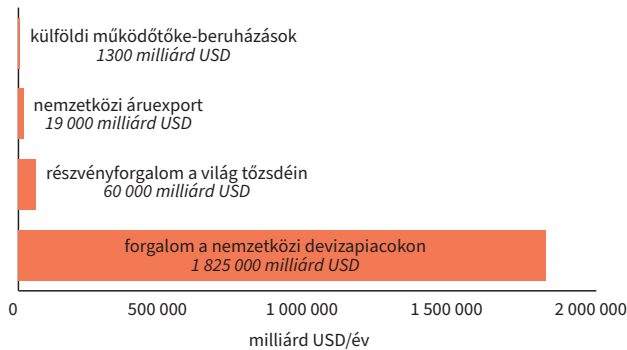 külföldi működőtőke-beruházások
1300 milliárd USD
nemzetközi áruexport
19 000 milliárd USD
részvényforgalom a világ tőzsdéin
60 000 milliárd USD
forgalom a nemzetközi devizapiacokon
1 825 000 milliárd USD
0 500 000 1 000 000 1 500 000 2 000 000
milliárd USD/év